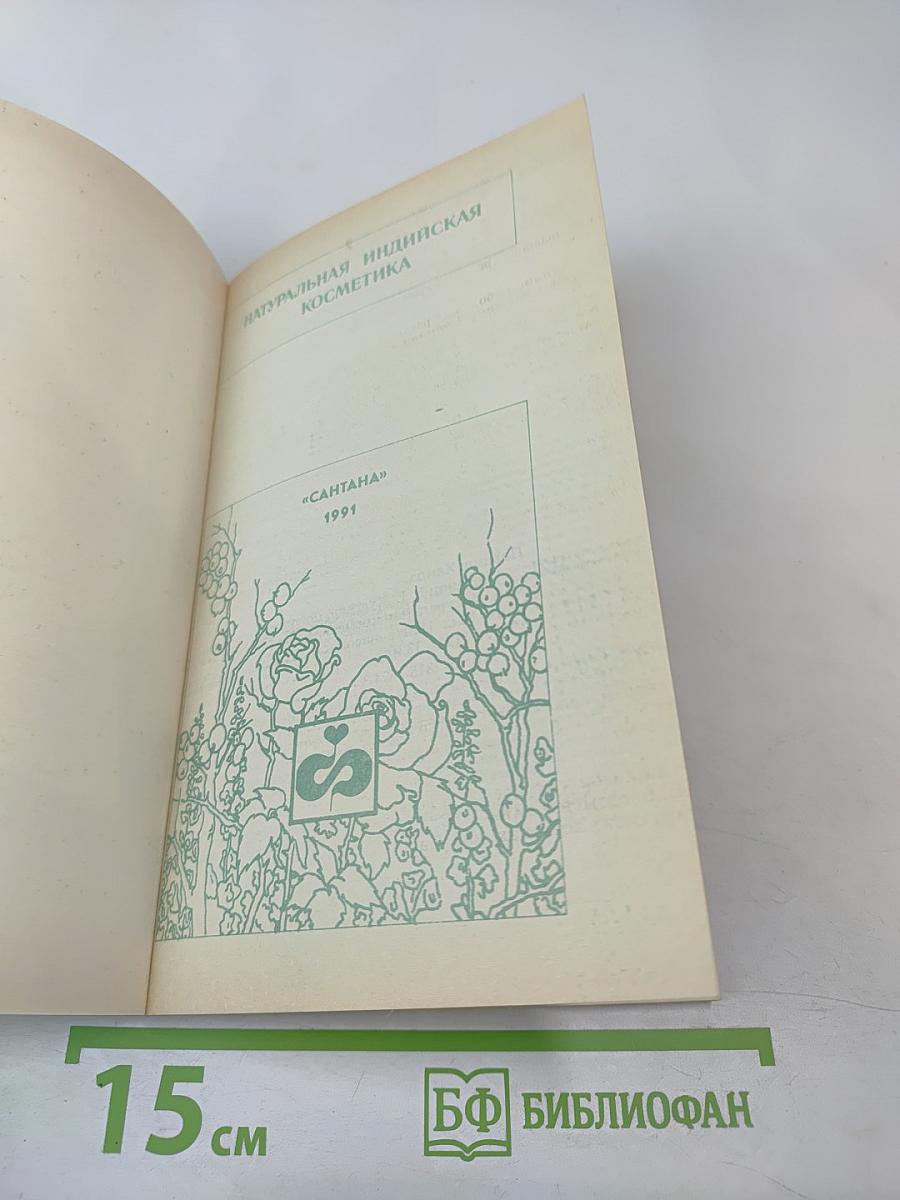 НАТУРАЛЬНАЯ ИНДИЙСКАЯ
КОСМЕТИКА
«САНТАНА»
1991
15 см
БФ БИБЛИОФАН